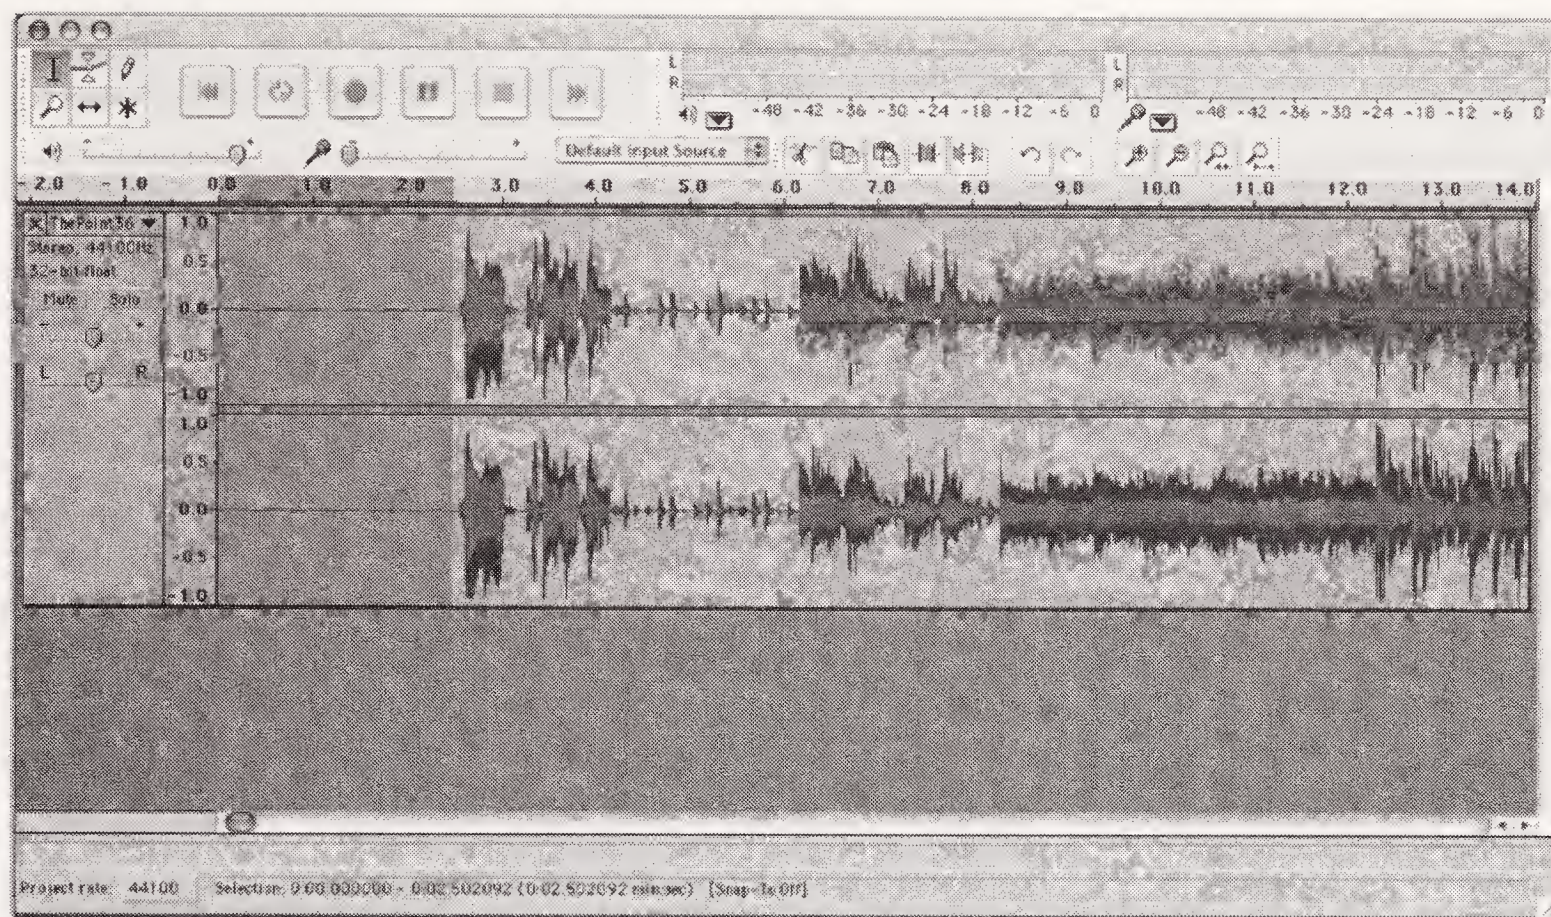 L
R
-48 -42 -36 -30 -24 -18 -12 -6 0
L
R
-48 -42 -36 -30 -24 -18 -12 -6 0
Default Input Source
- 2.0 - 1.0 0.0 1.0 2.0 3.0 4.0 5.0 6.0 7.0 8.0 9.0 10.0 11.0 12.0 13.0 14.0
ThePoint36
Stereo, 44100Hz
32-bit float
Mute Solo
- +
L R
1.0
0.5
0.0
-0.5
-1.0
1.0
0.5
0.0
-0.5
-1.0
Project rate: 44100 Selection: 0:00.000000 - 0:02.502092 (0:02.502092 min:sec) [Snap-To Off]